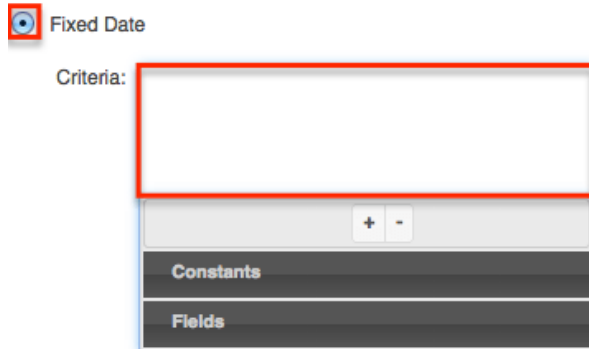 Fixed Date
Criteria:
+ -
Constants
Fields